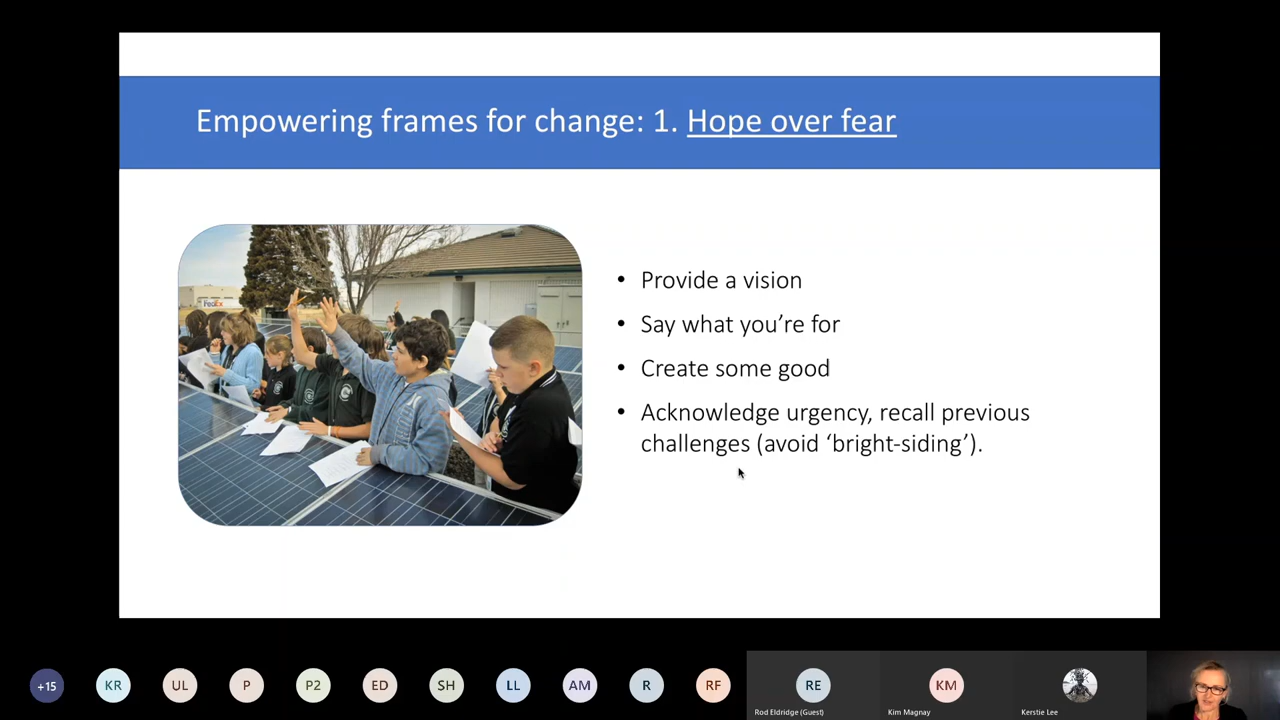 Empowering frames for change: 1. Hope over fear
FedEx
• Provide a vision
• Say what you're for
• Create some good
• Acknowledge urgency, recall previous
challenges (avoid ‘bright-siding’).
+15
KR
UL
P
P2
ED
SH
LL
AM
R
RF
RE
Rod Eldridge (Guest)
KM
Kim Magnay
Kerstie Lee